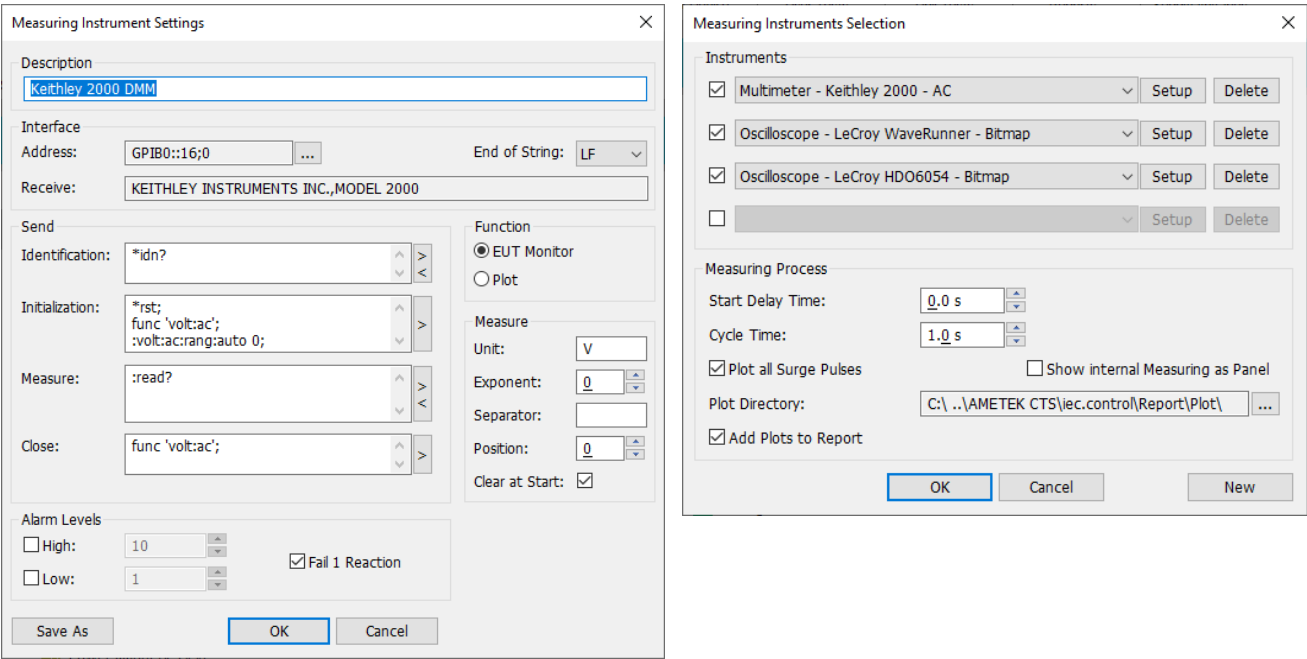 Measuring Instrument Settings
Description
Keithley 2000 DMM
Interface
Address: GPIB0::16;0 ... End of String: LF
Receive: KEITHLEY INSTRUMENTS INC.,MODEL 2000
Send
Identification: *idn? > <
Initialization: *rst; >
func 'volt:ac';
:volt:ac:rang:auto 0;
Measure: :read? > <
Close: func 'volt:ac'; >
Function
EUT Monitor
Plot
Measure
Unit: V
Exponent: 0
Separator:
Position: 0
Clear at Start:
Alarm Levels
High: 10
Low: 1
Fail 1 Reaction
Save As OK Cancel
Measuring Instruments Selection
Instruments
Multimeter - Keithley 2000 - AC Setup Delete
Oscilloscope - LeCroy WaveRunner - Bitmap Setup Delete
Oscilloscope - LeCroy HDO6054 - Bitmap Setup Delete
Setup Delete
Measuring Process
Start Delay Time: 0.0 s
Cycle Time: 1.0 s
Plot all Surge Pulses Show internal Measuring as Panel
Plot Directory: C:\ ..\AMETEK CTS\iec.control\Report\Plot\ ...
Add Plots to Report
OK Cancel New